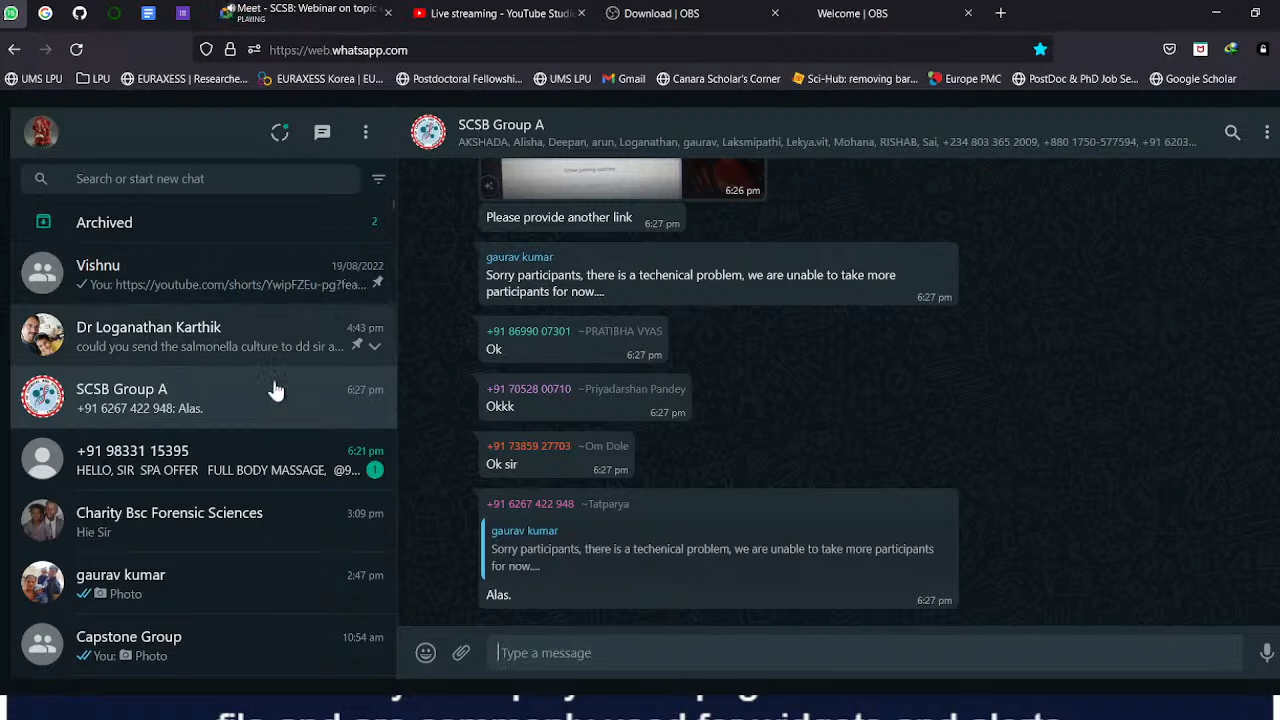 Meet - SCSB: Webinar on topic
PLAYING
Live streaming - YouTube Studi
Download | OBS
Welcome | OBS
https://web.whatsapp.com
UMS LPU
LPU
EURAXESS | Researche...
EURAXESS Korea | EU...
Postdoctoral Fellowshi...
UMS LPU
Gmail
Canara Scholar's Corner
Sci-Hub: removing bar...
Europe PMC
PostDoc & PhD Job Se...
Google Scholar
Search or start new chat
Archived
2
Vishnu
19/08/2022
You: https://youtube.com/shorts/YwipFZEu-pg?fea...
Dr Loganathan Karthik
4:43 pm
could you send the salmonella culture to dd sir a...
SCSB Group A
6:27 pm
+91 6267 422 948: Alas.
+91 98331 15395
6:21 pm
HELLO, SIR SPA OFFER FULL BODY MASSAGE, @9...
1
Charity Bsc Forensic Sciences
3:09 pm
Hie Sir
gaurav kumar
2:47 pm
Photo
Capstone Group
10:54 am
You: Photo
SCSB Group A
AKSHADA, Alisha, Deepan, arun, Loganathan, gaurav, Laksmipathi, Lekya.vit, Mohana, RISHAB, Sai, +234 803 365 2009, +880 1750-577594, +91 6203...
6:26 pm
Please provide another link
6:27 pm
gaurav kumar
Sorry participants, there is a techenical problem, we are unable to take more
participants for now....
6:27 pm
+91 86990 07301 ~PRATIBHA VYAS
Ok
6:27 pm
+91 70528 00710 ~Priyadarshan Pandey
Okkk
6:27 pm
+91 73859 27703 ~Om Dole
Ok sir
6:27 pm
+91 6267 422 948 ~Tatparya
gaurav kumar
Sorry participants, there is a techenical problem, we are unable to take more participants
for now....
Alas.
6:27 pm
Type a message
file and are commonly used for widgets and alerts